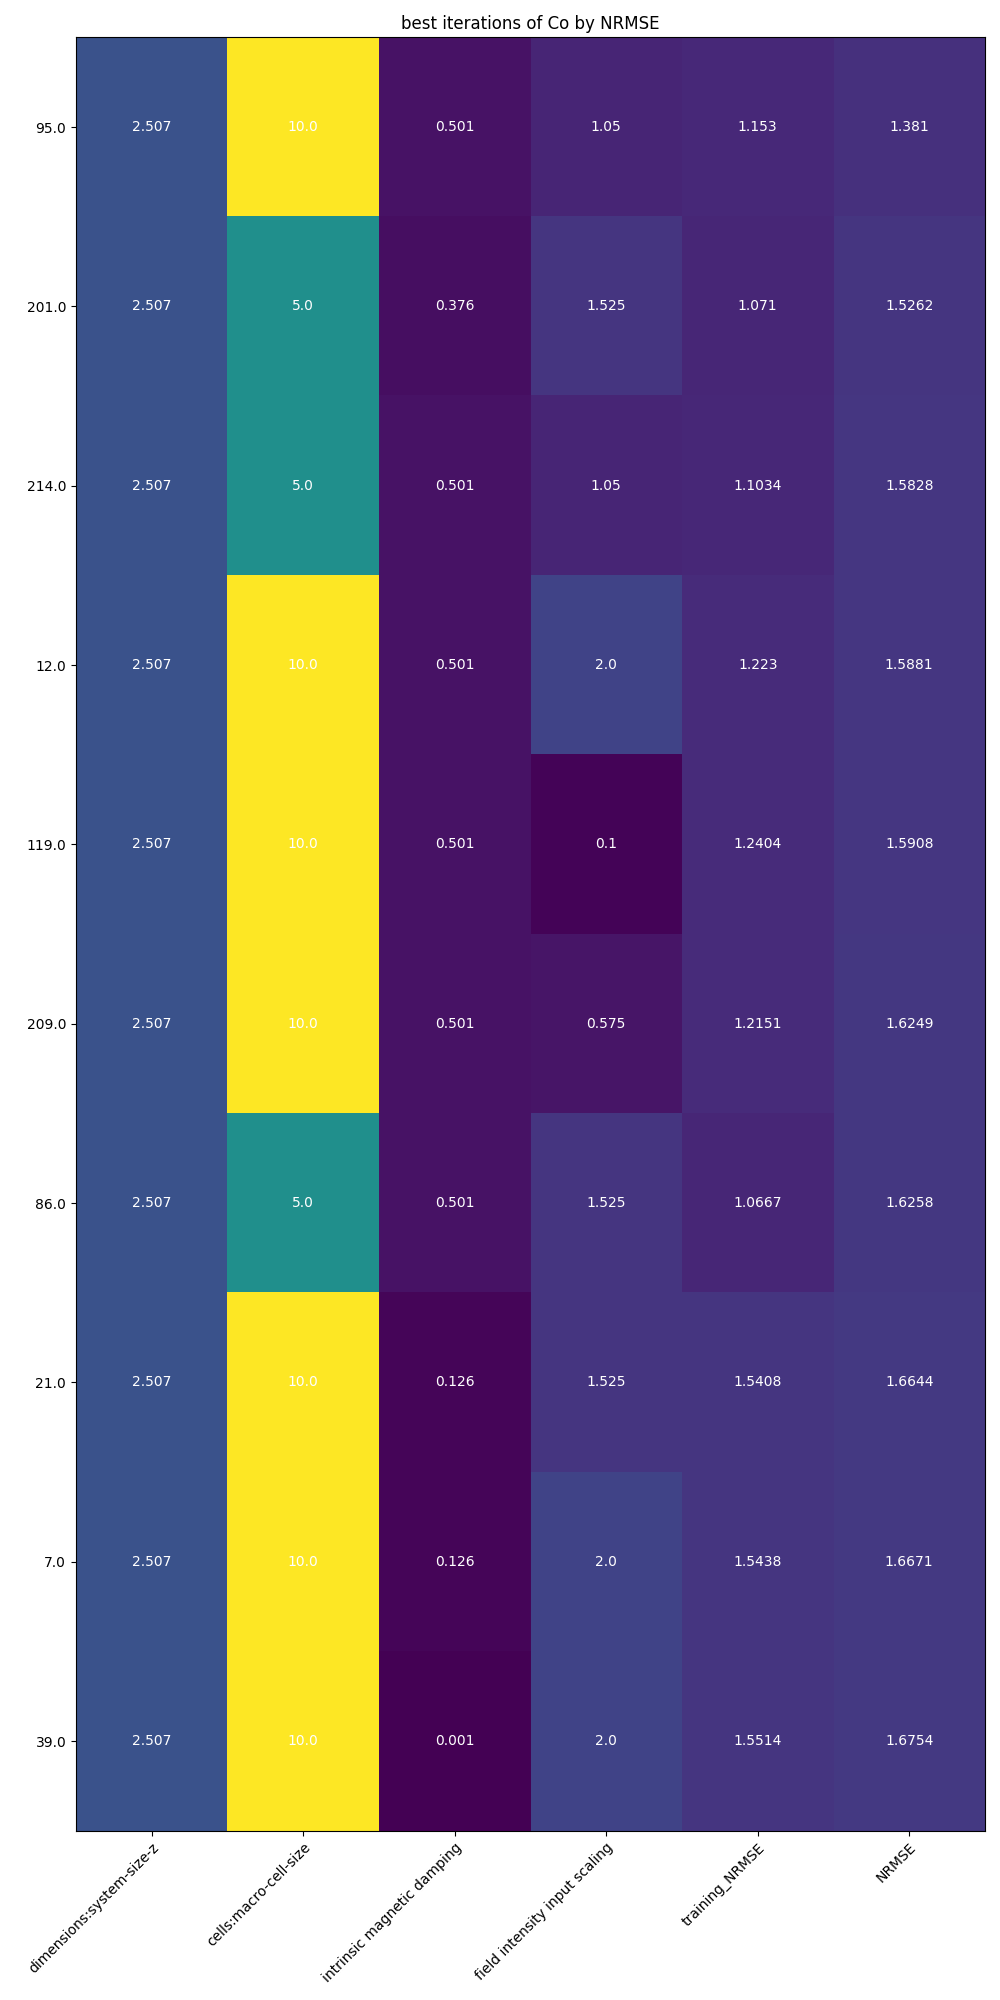 best iterations of Co by NRMSE
95.0 2.507 10.0 0.501 1.05 1.153 1.381
201.0 2.507 5.0 0.376 1.525 1.071 1.5262
214.0 2.507 5.0 0.501 1.05 1.1034 1.5828
12.0 2.507 10.0 0.501 2.0 1.223 1.5881
119.0 2.507 10.0 0.501 0.1 1.2404 1.5908
209.0 2.507 10.0 0.501 0.575 1.2151 1.6249
86.0 2.507 5.0 0.501 1.525 1.0667 1.6258
21.0 2.507 10.0 0.126 1.525 1.5408 1.6644
7.0 2.507 10.0 0.126 2.0 1.5438 1.6671
39.0 2.507 10.0 0.001 2.0 1.5514 1.6754
dimensions:system-size-z
cells:macro-cell-size
intrinsic magnetic damping
field intensity input scaling
training_NRMSE
NRMSE